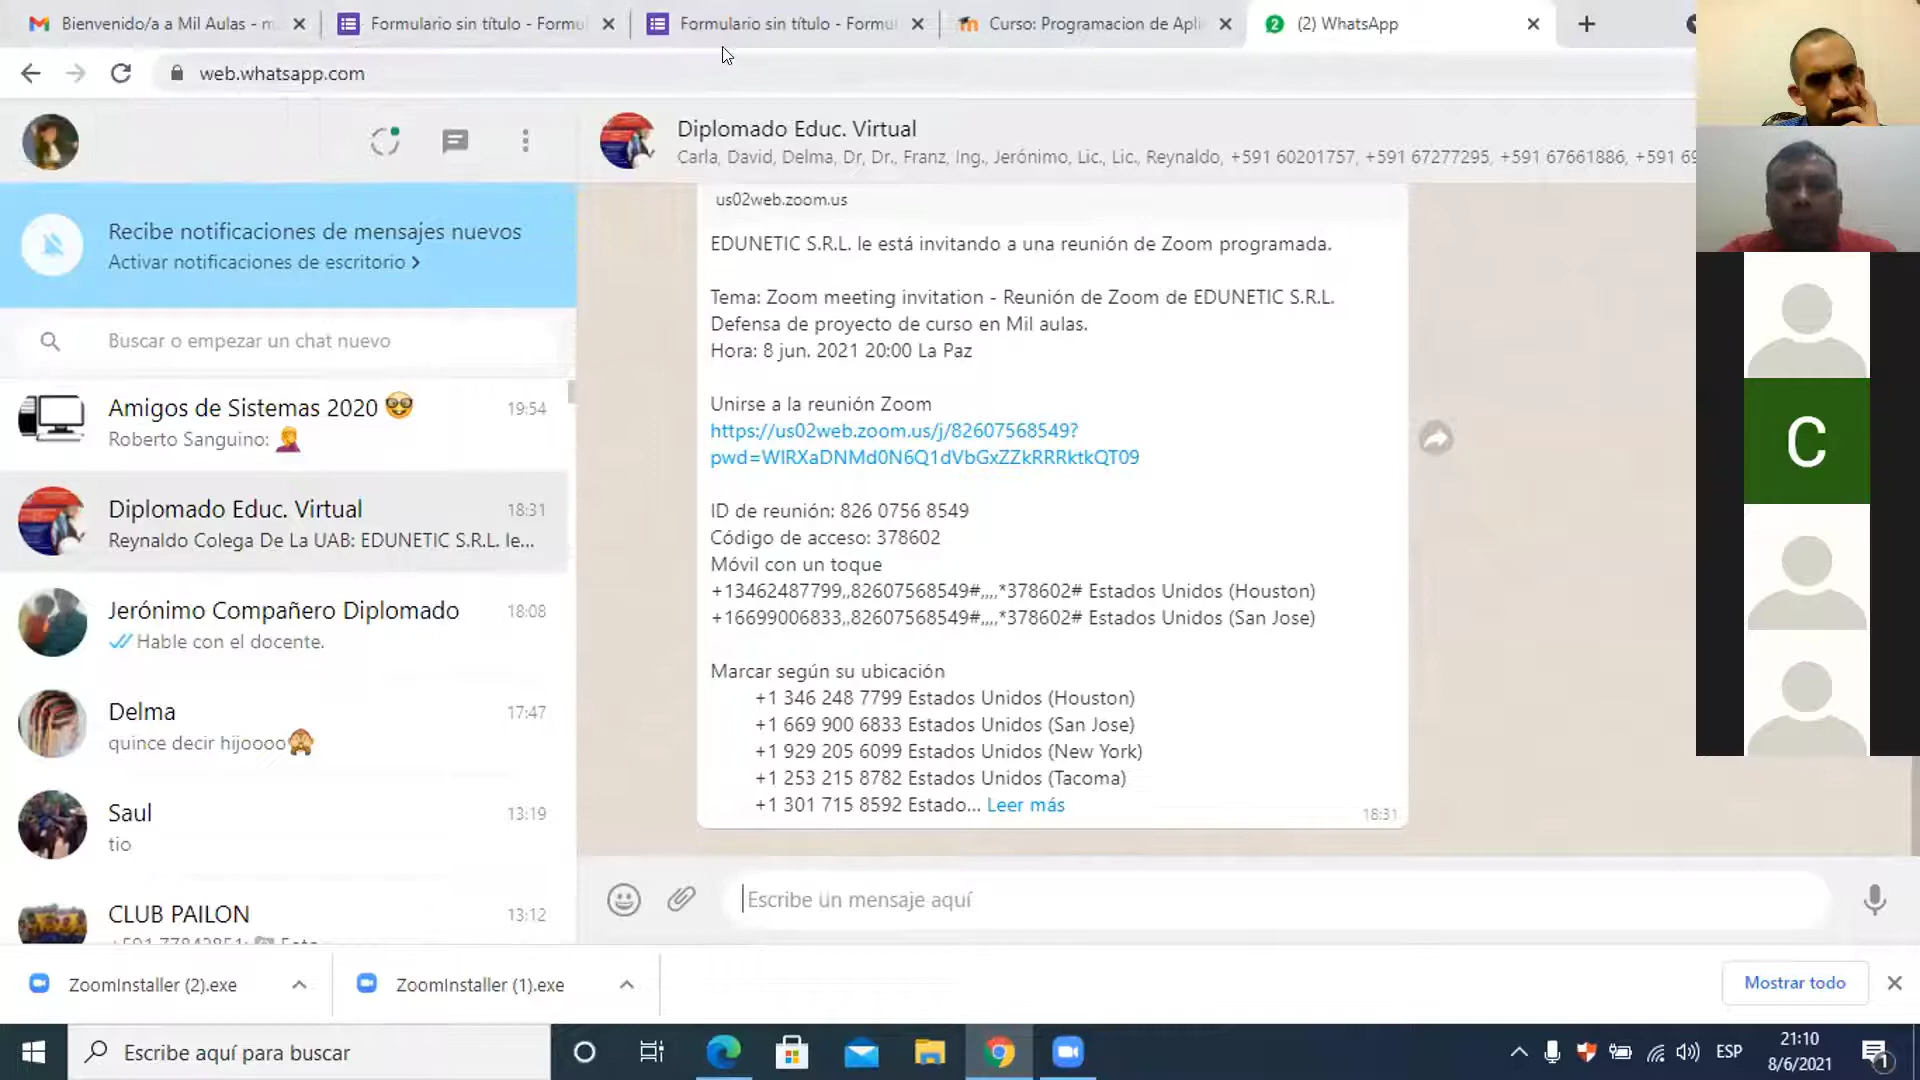 Bienvenido/a a Mil Aulas - m
Formulario sin título - Formu
Formulario sin título - Formu
Curso: Programacion de Apli
(2) WhatsApp
web.whatsapp.com
Diplomado Educ. Virtual
Carla, David, Delma, Dr, Dr., Franz, Ing., Jerónimo, Lic., Lic., Reynaldo, +591 60201757, +591 67277295, +591 67661886, +591 69
Recibe notificaciones de mensajes nuevos
Activar notificaciones de escritorio >
Buscar o empezar un chat nuevo
Amigos de Sistemas 2020 😎
19:54
Roberto Sanguino: 🤦
Diplomado Educ. Virtual
18:31
Reynaldo Colega De La UAB: EDUNETIC S.R.L. le...
Jerónimo Compañero Diplomado
18:08
Hable con el docente.
Delma
17:47
quince decir hijoooo🙈
Saul
13:19
tio
CLUB PAILON
13:12
us02web.zoom.us
EDUNETIC S.R.L. le está invitando a una reunión de Zoom programada.
Tema: Zoom meeting invitation - Reunión de Zoom de EDUNETIC S.R.L.
Defensa de proyecto de curso en Mil aulas.
Hora: 8 jun. 2021 20:00 La Paz
Unirse a la reunión Zoom
https://us02web.zoom.us/j/82607568549?
pwd=WlRXaDNMd0N6Q1dVbGxZZkRRRktkQT09
ID de reunión: 826 0756 8549
Código de acceso: 378602
Móvil con un toque
+13462487799,,82607568549#,,,,*378602# Estados Unidos (Houston)
+16699006833,,82607568549#,,,,*378602# Estados Unidos (San Jose)
Marcar según su ubicación
+1 346 248 7799 Estados Unidos (Houston)
+1 669 900 6833 Estados Unidos (San Jose)
+1 929 205 6099 Estados Unidos (New York)
+1 253 215 8782 Estados Unidos (Tacoma)
+1 301 715 8592 Estado... Leer más
18:31
Escribe un mensaje aquí
C
ZoomInstaller (2).exe
ZoomInstaller (1).exe
Mostrar todo
Escribe aquí para buscar
ESP
21:10
8/6/2021
1